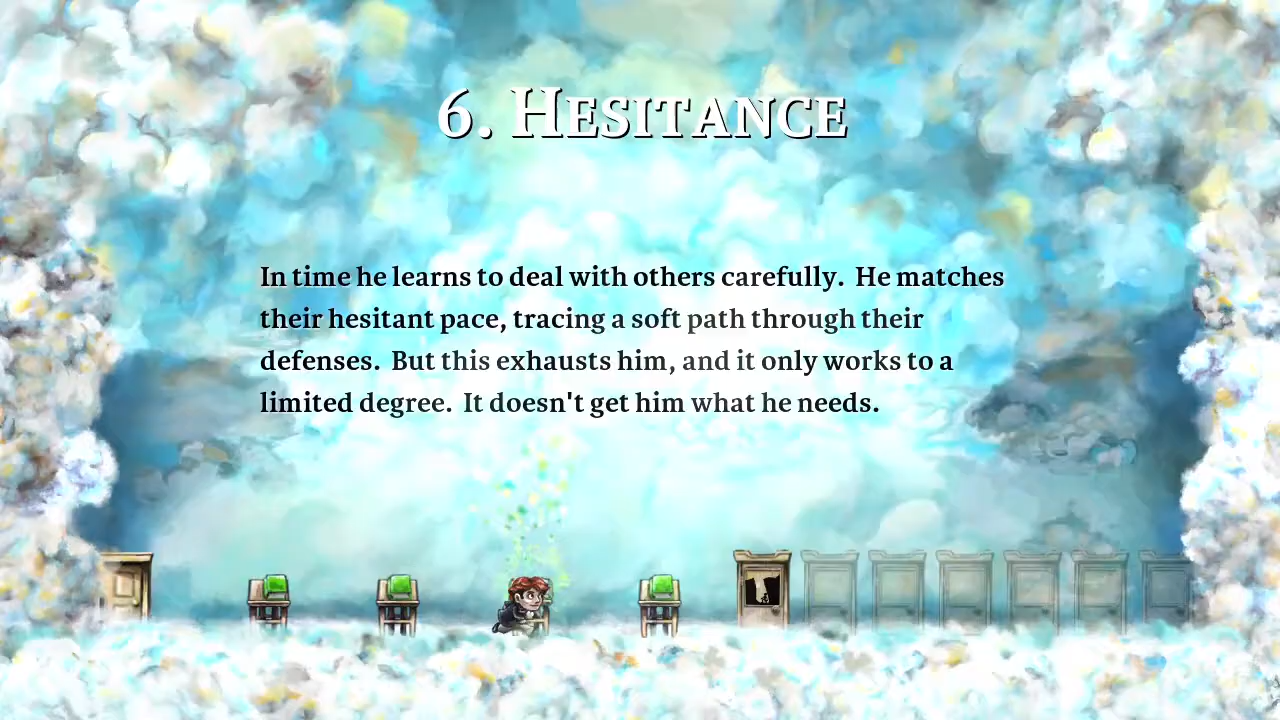 6. HESITANCE
In time he learns to deal with others carefully.  He matches
their hesitant pace, tracing a soft path through their
defenses.  But this exhausts him, and it only works to a
limited degree.  It doesn't get him what he needs.